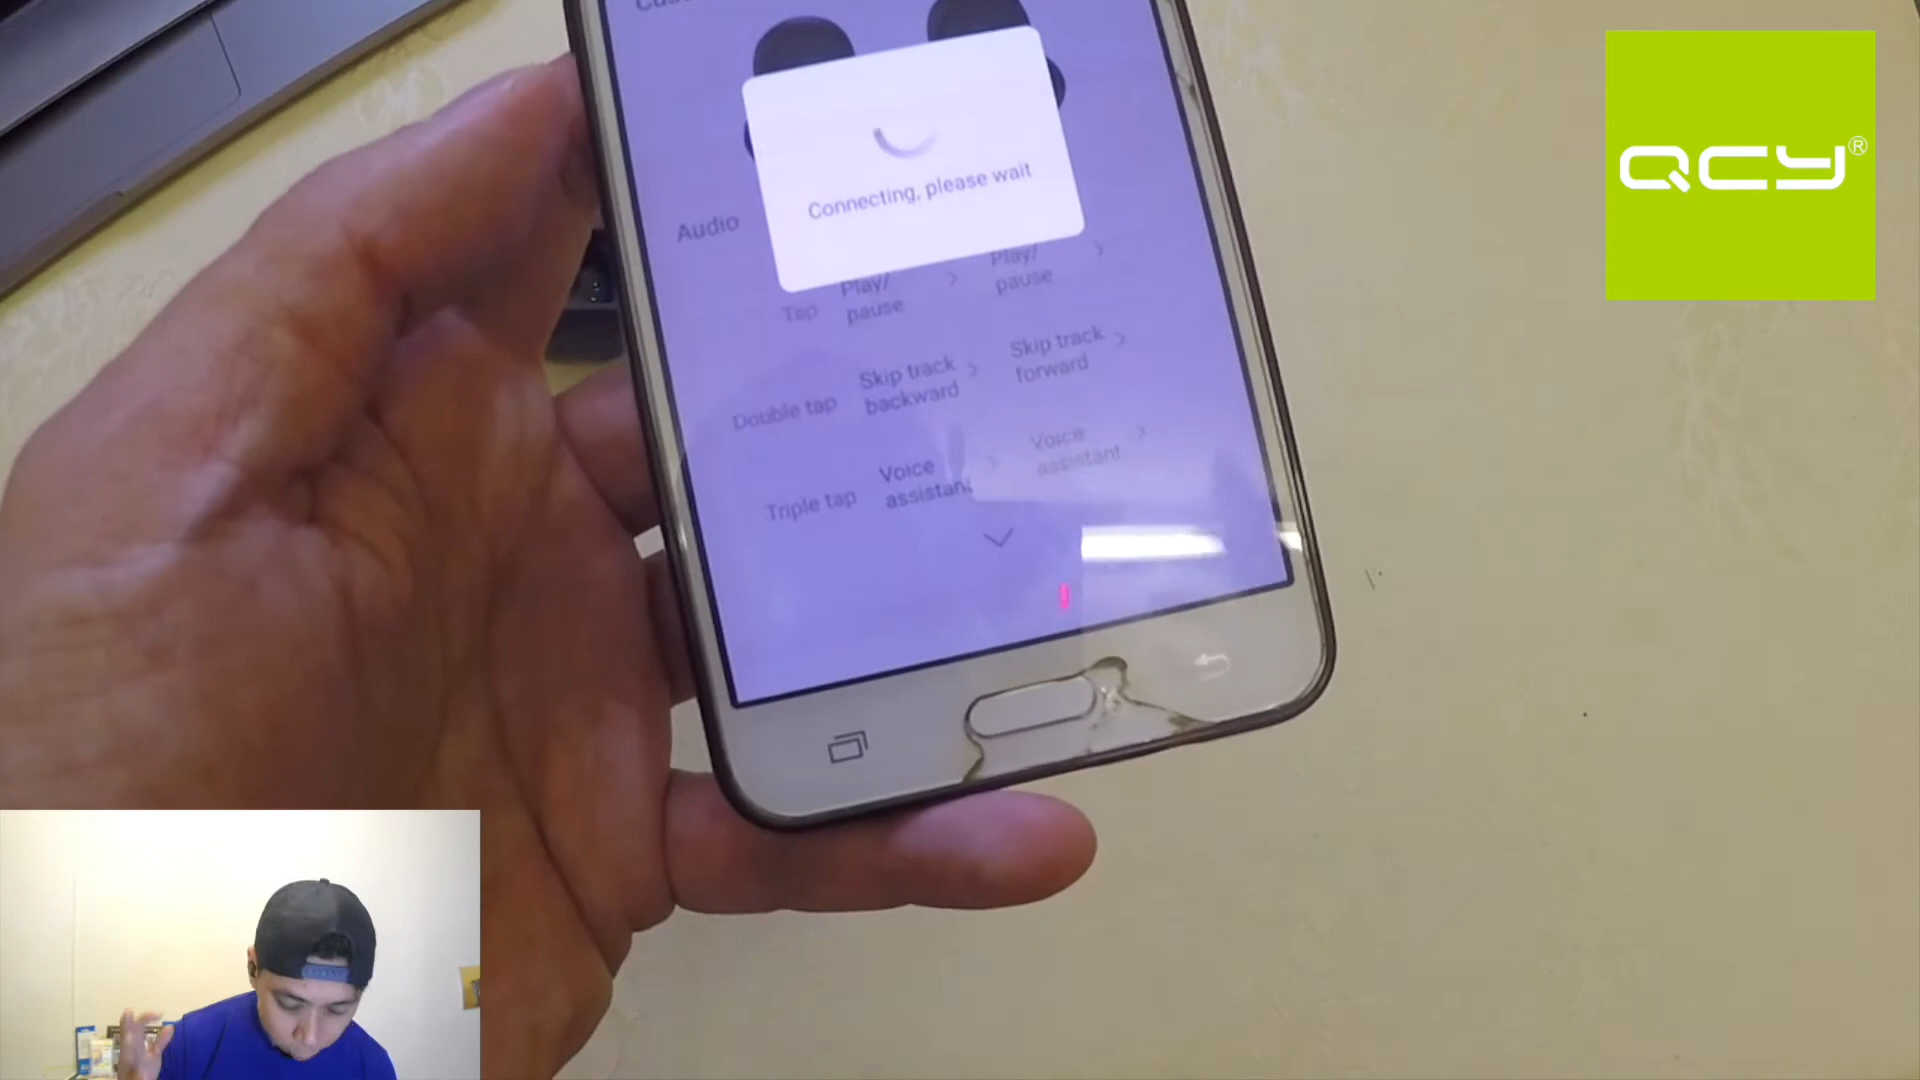 QCY®
Connecting, please wait
Audio
Tap
Play/
pause
Play/
pause
Double tap
Skip track
backward
Skip track
forward
Triple tap
Voice
assistant
Voice
assistant